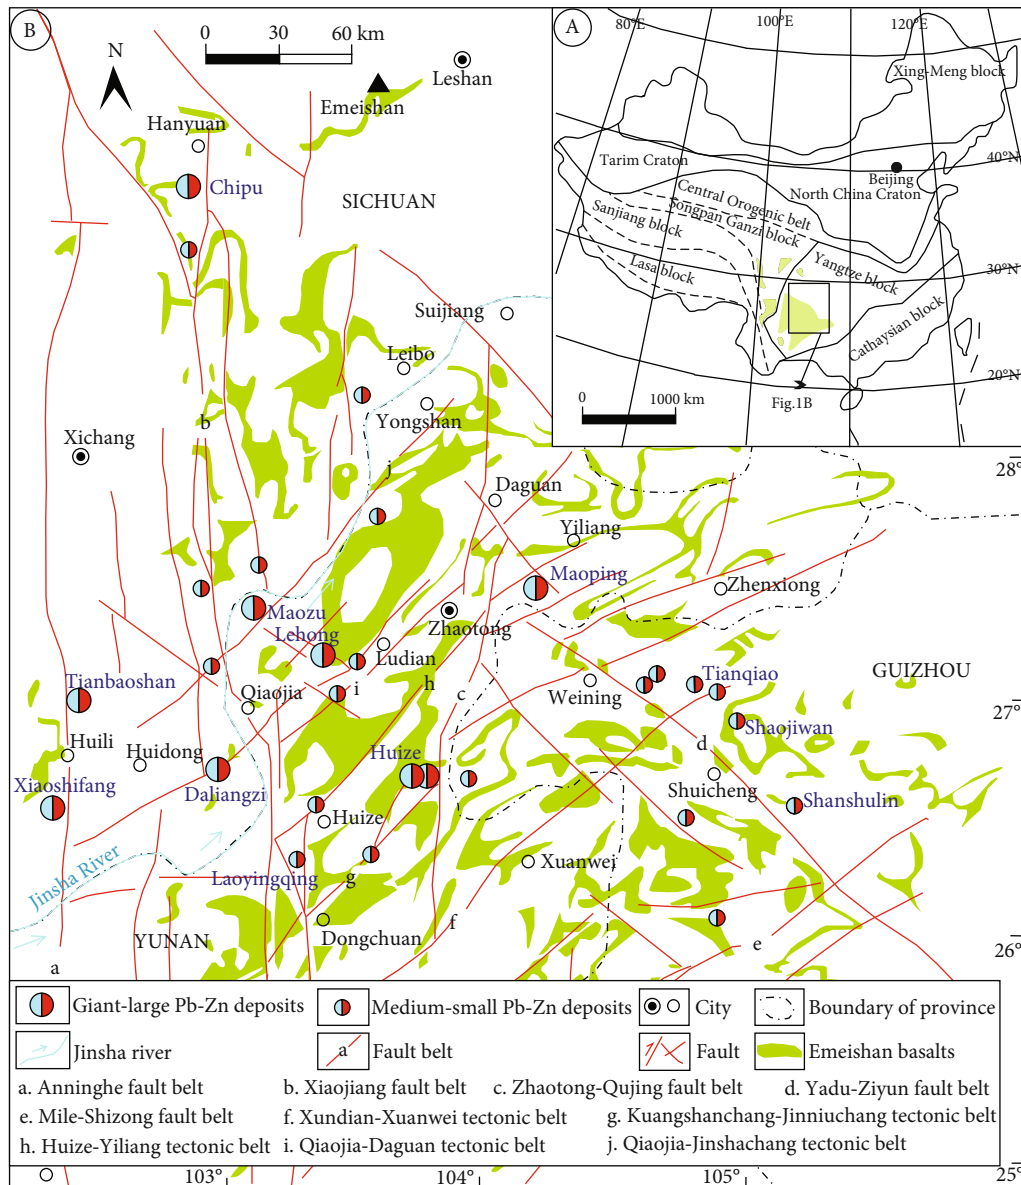 B
0 30 60 km
N
Leshan
Emeishan
Hanyuan
Chipu
SICHUAN
Suijiang
Leibo
Yongshan
b
Xichang
j
Daguan
Yiliang
Maoping
Zhenxiong
Maozu
Lehong
Zhaotong
Ludian
Tianbaoshan
Qiaojia
i
h
c
Weining
Tianqiao
GUIZHOU
Shaojiwan
d
Huili
Huidong
Huize
Xiaoshifang
Daliangzi
Shuicheng
Shanshulin
Huize
Laoyingqing
g
Xuanwei
Jinsha River
YUNAN
Dongchuan
f
e
a
A
80°E 100°E 120°E
Xing-Meng block
40°N
Tarim Craton
Beijing
North China Craton
Central Orogenic belt
Songpan Ganzi block
Sanjiang block
Lasa block
Yangtze block
30°N
Cathaysian block
20°N
0 1000 km
Fig.1B
28°
27°
26°
25°
Giant-large Pb-Zn deposits
Medium-small Pb-Zn deposits
City
Boundary of province
Jinsha river
a
Fault belt
Fault
Emeishan basalts
a. Anninghe fault belt
b. Xiaojiang fault belt
c. Zhaotong-Qujing fault belt
d. Yadu-Ziyun fault belt
e. Mile-Shizong fault belt
f. Xundian-Xuanwei tectonic belt
g. Kuangshanchang-Jinniuchang tectonic belt
h. Huize-Yiliang tectonic belt
i. Qiaojia-Daguan tectonic belt
j. Qiaojia-Jinshachang tectonic belt
103° 104° 105°